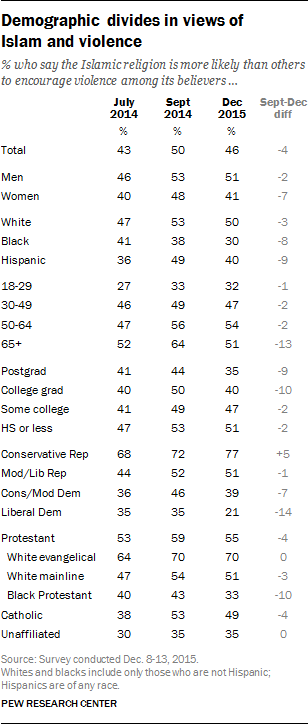 Demographic divides in views of
Islam and violence
% who say the Islamic religion is more likely than others
to encourage violence among its believers ...
July 2014 Sept 2014 Dec 2015 Sept-Dec diff
% % %
Total 43 50 46 -4
Men 46 53 51 -2
Women 40 48 41 -7
White 47 53 50 -3
Black 41 38 30 -8
Hispanic 36 49 40 -9
18-29 27 33 32 -1
30-49 46 49 47 -2
50-64 47 56 54 -2
65+ 52 64 51 -13
Postgrad 41 44 35 -9
College grad 40 50 40 -10
Some college 41 49 47 -2
HS or less 47 53 51 -2
Conservative Rep 68 72 77 +5
Mod/Lib Rep 44 52 51 -1
Cons/Mod Dem 36 46 39 -7
Liberal Dem 35 35 21 -14
Protestant 53 59 55 -4
White evangelical 64 70 70 0
White mainline 47 54 51 -3
Black Protestant 40 43 33 -10
Catholic 38 53 49 -4
Unaffiliated 30 35 35 0
Source: Survey conducted Dec. 8-13, 2015.
Whites and blacks include only those who are not Hispanic;
Hispanics are of any race.
PEW RESEARCH CENTER